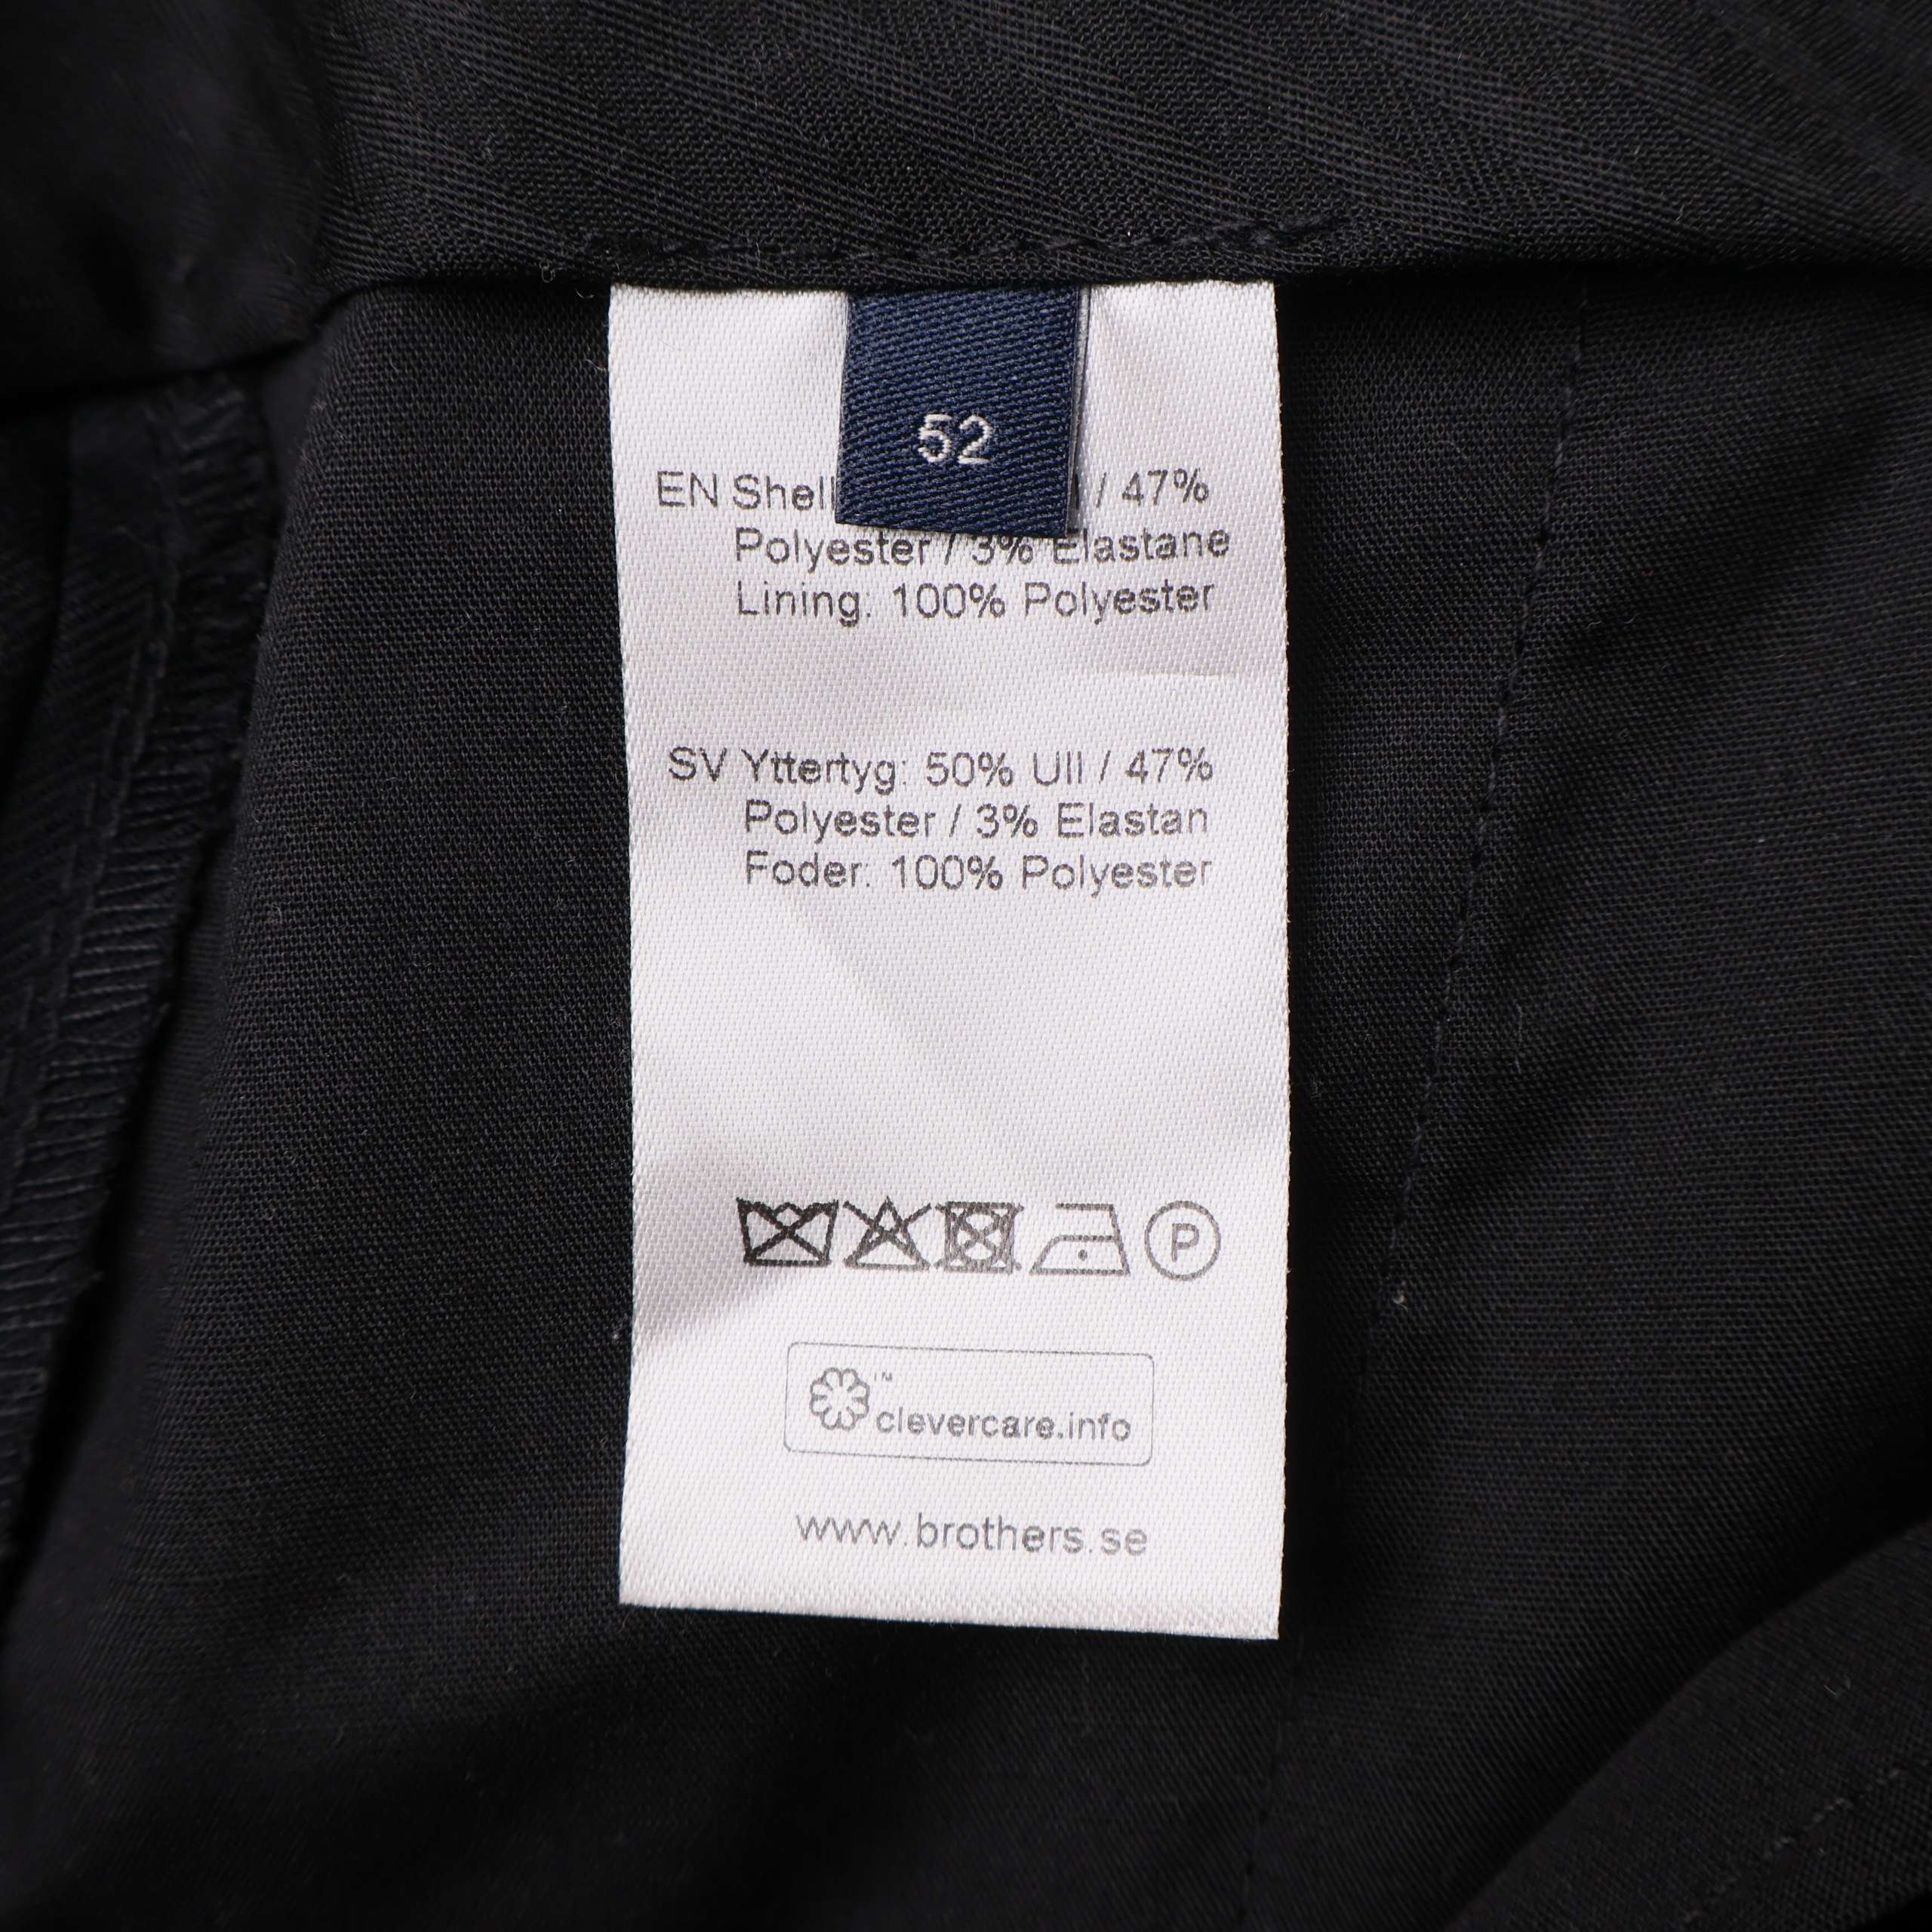 52
EN Shell / 47%
Polyester / 3% Elastane
Lining: 100% Polyester
SV Yttertyg: 50% Ull / 47%
Polyester / 3% Elastan
Foder: 100% Polyester
P
™
clevercare.info
www.brothers.se